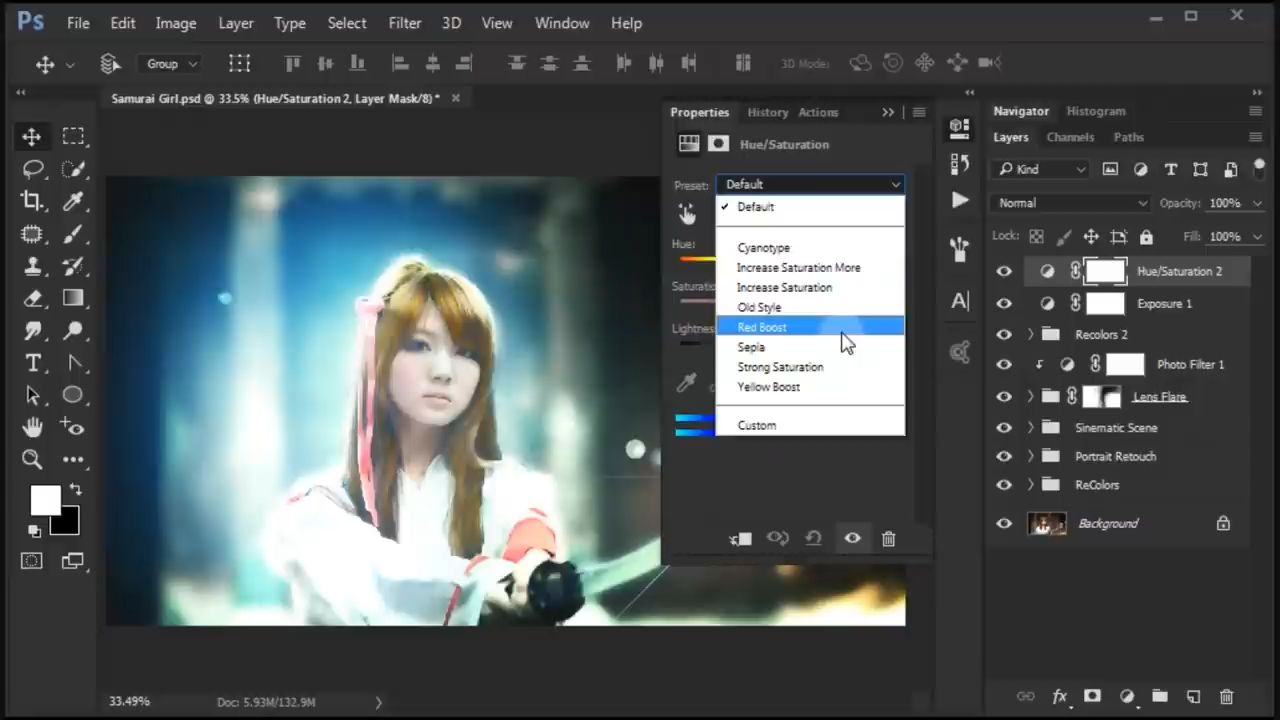 Ps File Edit Image Layer Type Select Filter 3D View Window Help
Group 3D Mode:
Samurai Girl.psd @ 33.5% (Hue/Saturation 2, Layer Mask/8) * ×
Properties History Actions
Hue/Saturation
Preset: Default
Default
Cyanotype
Increase Saturation More
Increase Saturation
Old Style
Red Boost
Sepia
Strong Saturation
Yellow Boost
Custom
Hue:
Saturatio
Lightnes
Navigator Histogram
Layers Channels Paths
Kind
Normal Opacity: 100%
Lock: Fill: 100%
Hue/Saturation 2
Exposure 1
Recolors 2
Photo Filter 1
Lens Flare
Sinematic Scene
Portrait Retouch
ReColors
Background
33.49% Doc: 5.93M/132.9M